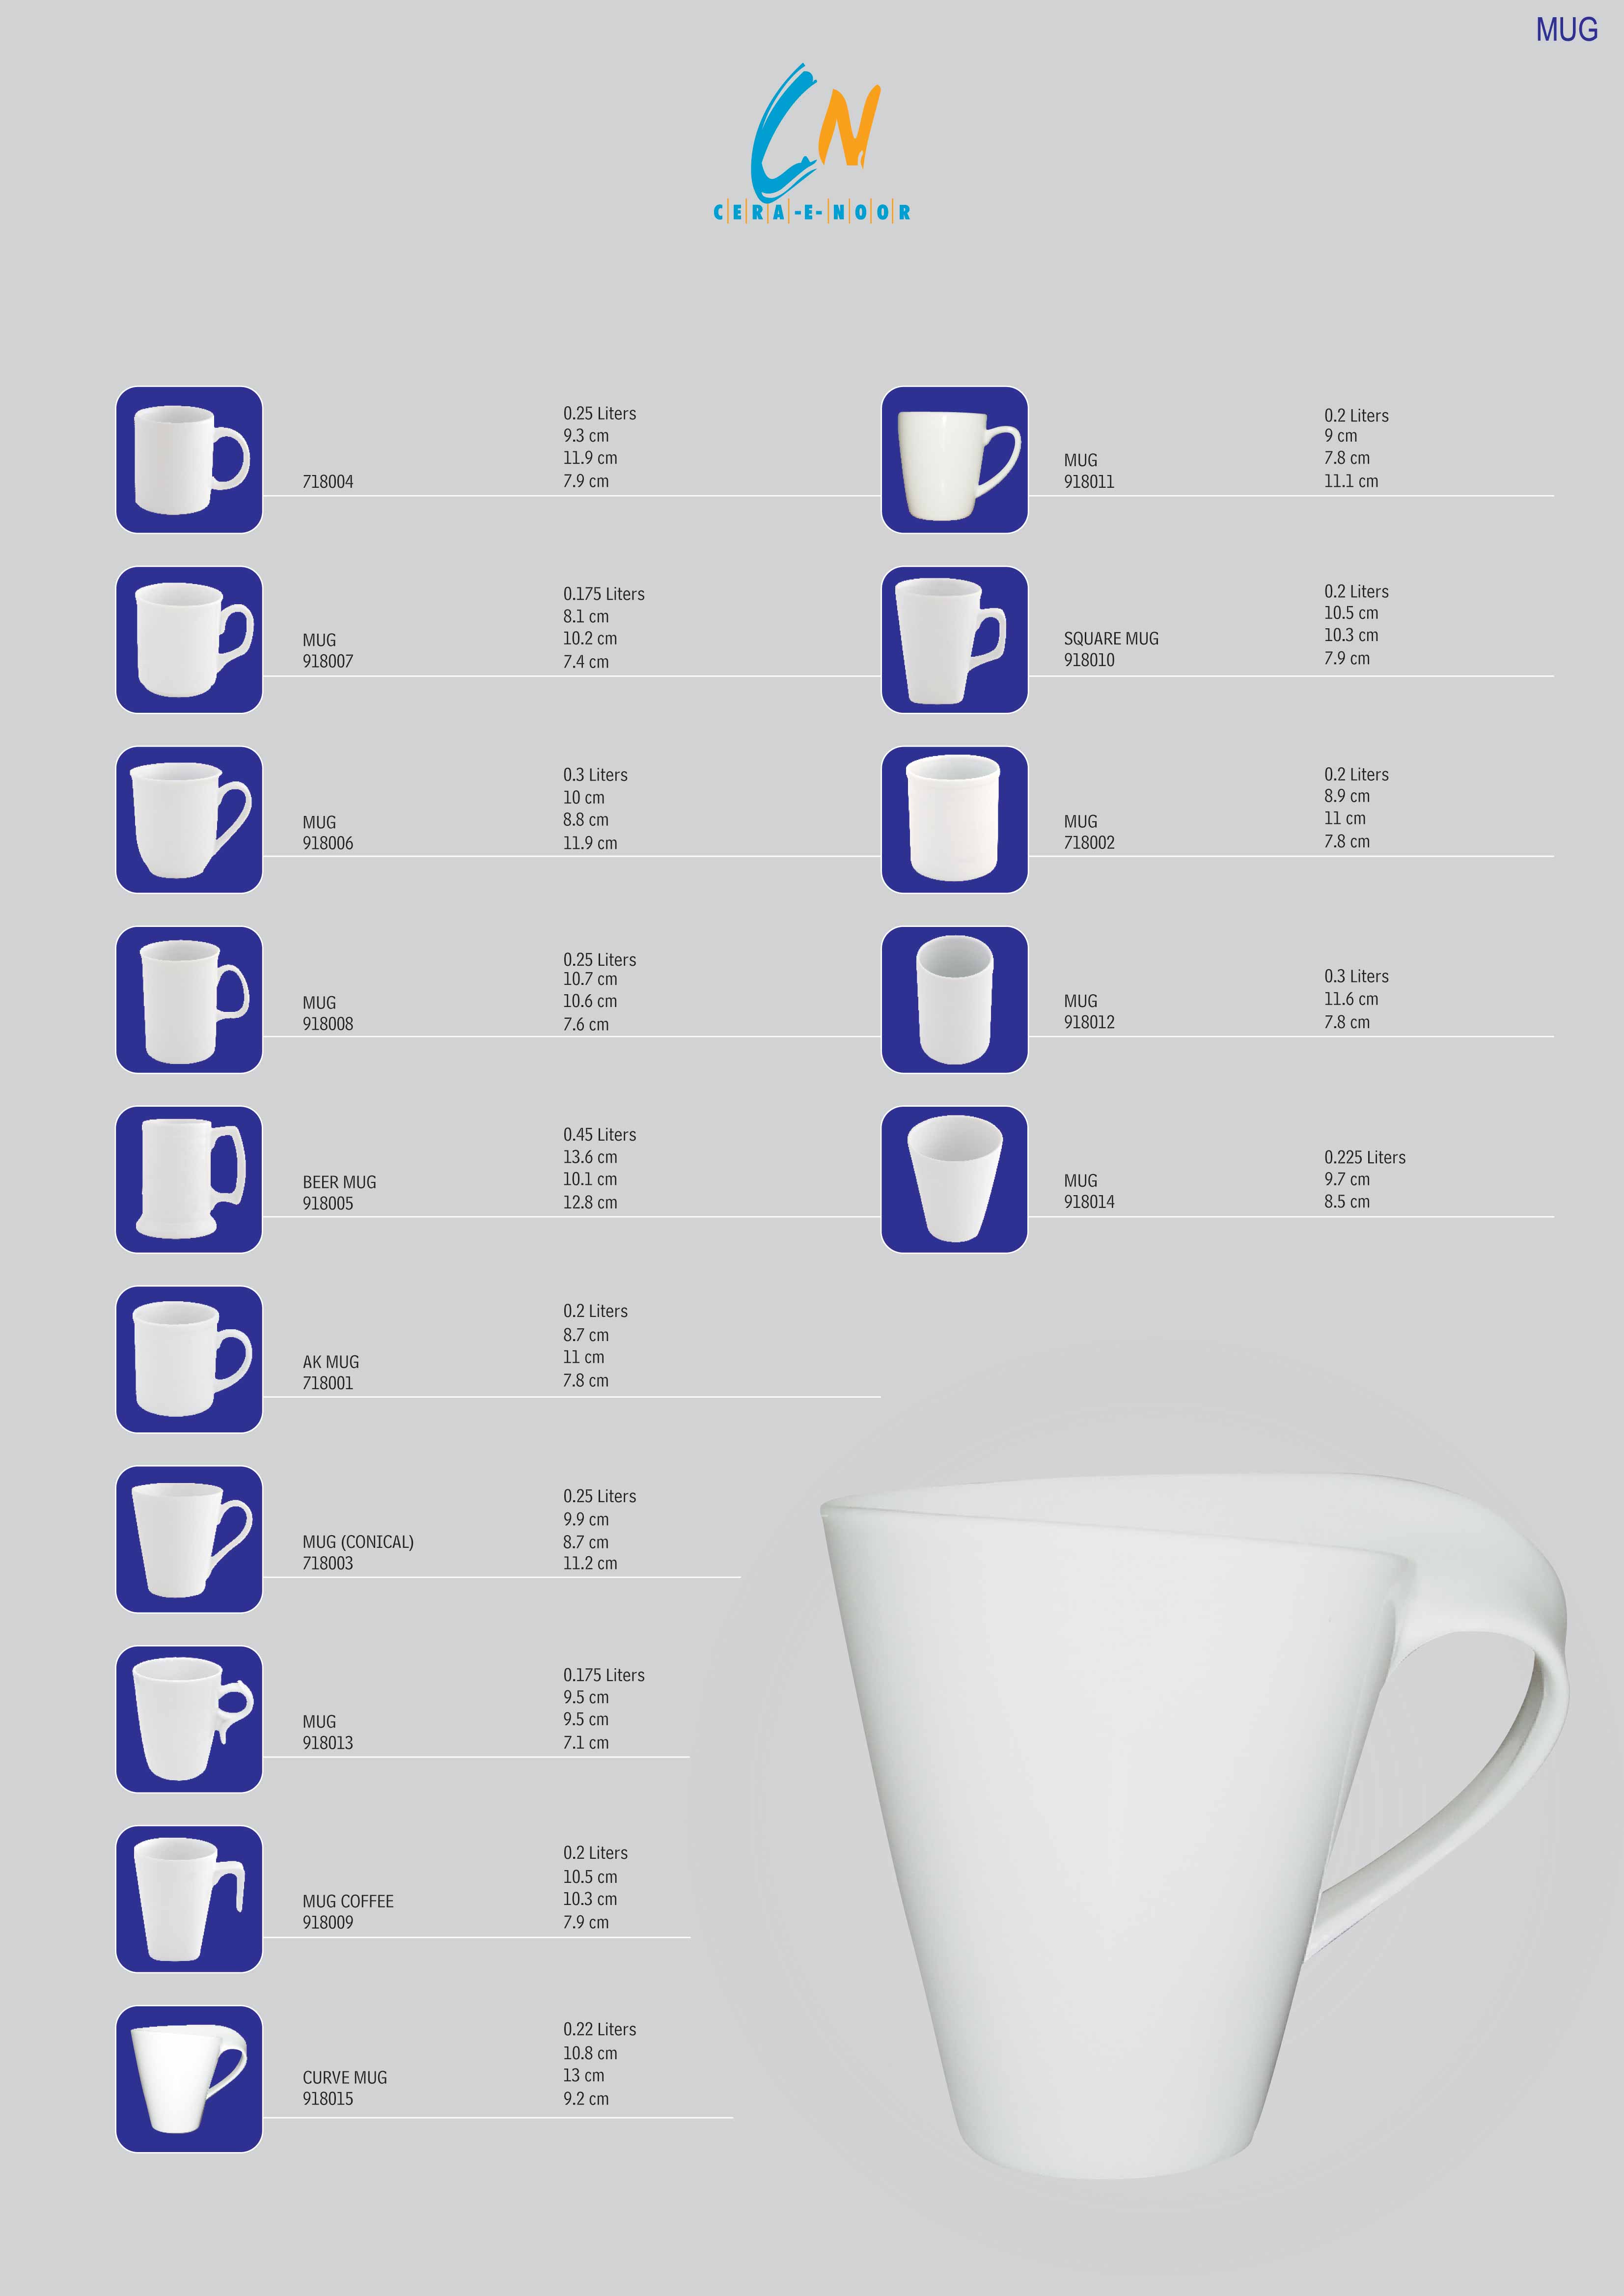 MUG
CN
CERA-E-NOOR
718004
0.25 Liters
9.3 cm
11.9 cm
7.9 cm
MUG
918007
0.175 Liters
8.1 cm
10.2 cm
7.4 cm
MUG
918006
0.3 Liters
10 cm
8.8 cm
11.9 cm
MUG
918008
0.25 Liters
10.7 cm
10.6 cm
7.6 cm
BEER MUG
918005
0.45 Liters
13.6 cm
10.1 cm
12.8 cm
AK MUG
718001
0.2 Liters
8.7 cm
11 cm
7.8 cm
MUG (CONICAL)
718003
0.25 Liters
9.9 cm
8.7 cm
11.2 cm
MUG
918013
0.175 Liters
9.5 cm
9.5 cm
7.1 cm
MUG COFFEE
918009
0.2 Liters
10.5 cm
10.3 cm
7.9 cm
CURVE MUG
918015
0.22 Liters
10.8 cm
13 cm
9.2 cm
MUG
918011
0.2 Liters
9 cm
7.8 cm
11.1 cm
SQUARE MUG
918010
0.2 Liters
10.5 cm
10.3 cm
7.9 cm
MUG
718002
0.2 Liters
8.9 cm
11 cm
7.8 cm
MUG
918012
0.3 Liters
11.6 cm
7.8 cm
MUG
918014
0.225 Liters
9.7 cm
8.5 cm